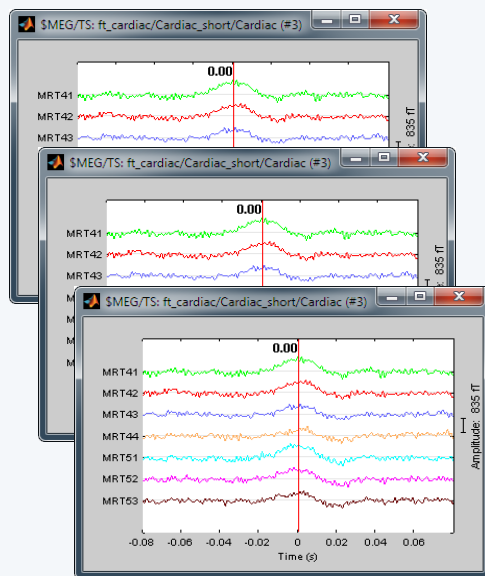 $MEG/TS: ft_cardiac/Cardiac_short/Cardiac (#3)
0.00
MRT41
MRT42
MRT43
835 fT
$MEG/TS: ft_cardiac/Cardiac_short/Cardiac (#3)
0.00
MRT41
MRT42
MRT43
835 fT
$MEG/TS: ft_cardiac/Cardiac_short/Cardiac (#3)
0.00
MRT41
MRT42
MRT43
MRT44
MRT51
MRT52
MRT53
Amplitude: 835 fT
-0.08 -0.06 -0.04 -0.02 0 0.02 0.04 0.06
Time (s)